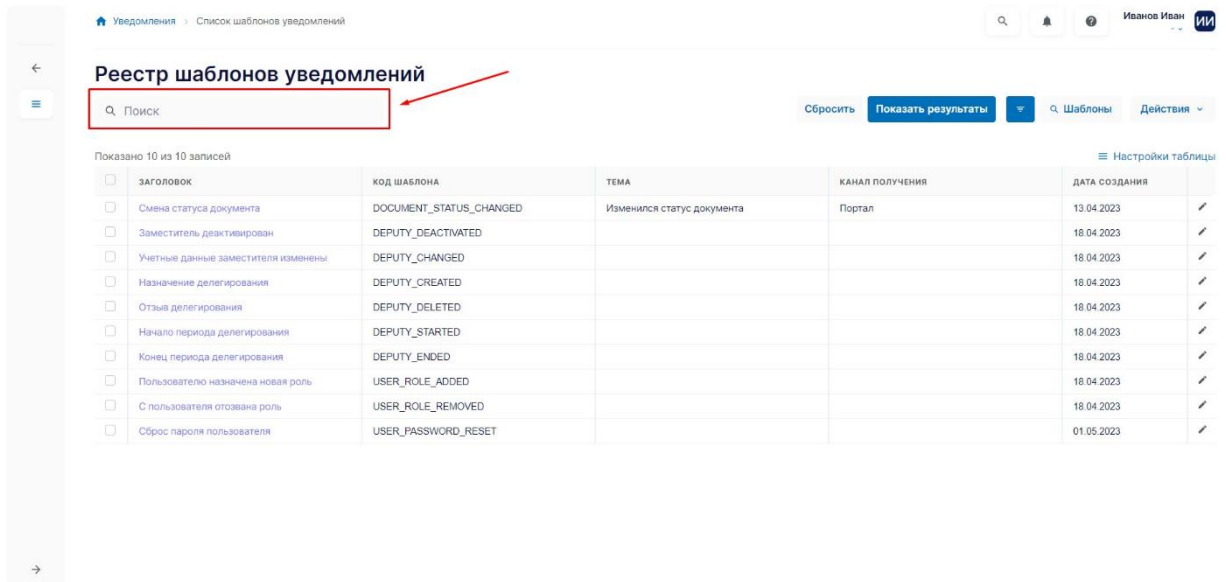 Уведомления > Список шаблонов уведомлений
Иванов Иван
ИИ
Реестр шаблонов уведомлений
Поиск
Сбросить Показать результаты Шаблоны Действия
Показано 10 из 10 записей
Настройки таблицы
ЗАГОЛОВОК КОД ШАБЛОНА ТЕМА КАНАЛ ПОЛУЧЕНИЯ ДАТА СОЗДАНИЯ
Смена статуса документа DOCUMENT_STATUS_CHANGED Изменился статус документа Портал 13.04.2023
Заместитель деактивирован DEPUTY_DEACTIVATED 18.04.2023
Учетные данные заместителя изменены DEPUTY_CHANGED 18.04.2023
Назначение делегирования DEPUTY_CREATED 18.04.2023
Отзыв делегирования DEPUTY_DELETED 18.04.2023
Начало периода делегирования DEPUTY_STARTED 18.04.2023
Конец периода делегирования DEPUTY_ENDED 18.04.2023
Пользователю назначена новая роль USER_ROLE_ADDED 18.04.2023
С пользователя отозвана роль USER_ROLE_REMOVED 18.04.2023
Сброс пароля пользователя USER_PASSWORD_RESET 01.05.2023